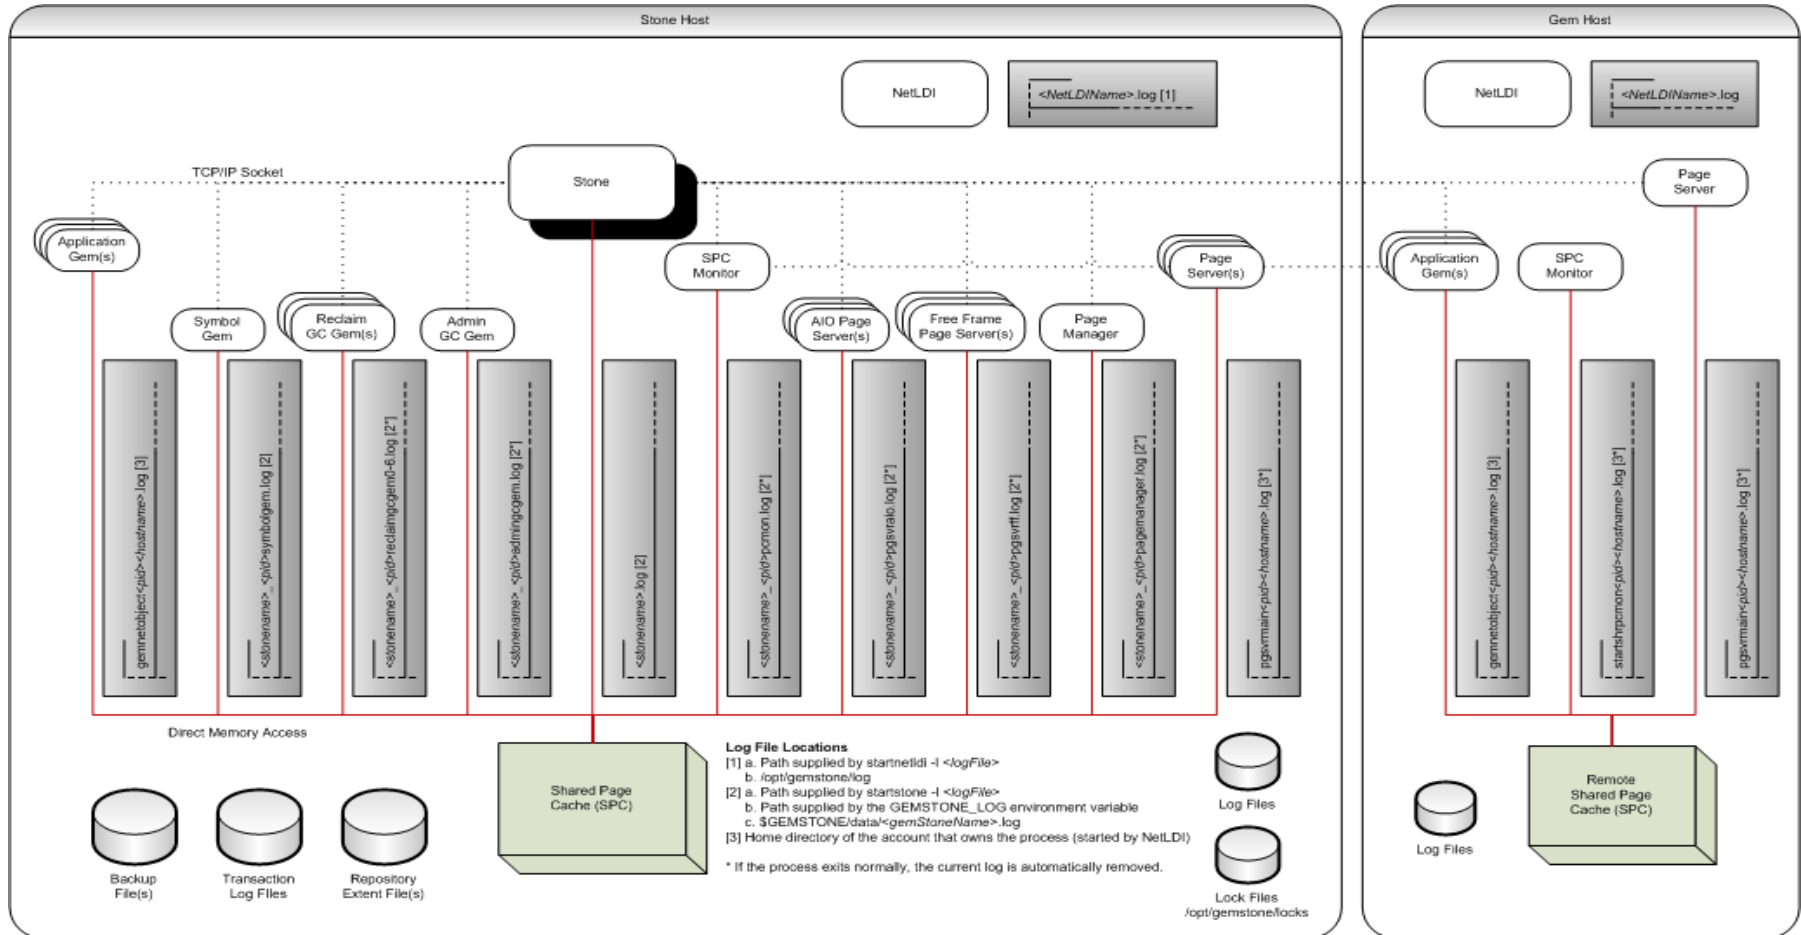 Stone Host
Gem Host
NetLDI
<NetLDIName>.log [1]
NetLDI
<NetLDIName>.log
TCP/IP Socket
Stone
Page
Server
Application
Gem(s)
SPC
Monitor
Page
Server(s)
Application
Gem(s)
SPC
Monitor
Symbol
Gem
Reclaim
GC Gem(s)
Admin
GC Gem
AIO Page
Server(s)
Free Frame
Page Server(s)
Page
Manager
gemnetobject<pid><hostname>.log [3]
<stonename>_<pid>symbolgem.log [2]
<stonename>_<pid>reclaimgcgem0-6.log [2*]
<stonename>_<pid>admingcgem.log [2*]
<stonename>.log [2]
<stonename>_<pid>pcmon.log [2*]
<stonename>_<pid>pgsvraio.log [2*]
<stonename>_<pid>pgsvrff.log [2*]
<stonename>_<pid>pagemanager.log [2*]
pgsvrmain<pid><hostname>.log [3*]
gemnetobject<pid><hostname>.log [3]
startshrpcmon<pid><hostname>.log [3*]
pgsvrmain<pid><hostname>.log [3*]
Direct Memory Access
Shared Page
Cache (SPC)
Log File Locations
[1] a. Path supplied by startnetldi -l <logFile>
b. /opt/gemstone/log
[2] a. Path supplied by startstone -l <logFile>
b. Path supplied by the GEMSTONE_LOG environment variable
c. $GEMSTONE/data/<gemStoneName>.log
[3] Home directory of the account that owns the process (started by NetLDI)
* If the process exits normally, the current log is automatically removed.
Log Files
Lock Files
/opt/gemstone/locks
Backup
File(s)
Transaction
Log FIles
Repository
Extent File(s)
Log Files
Remote
Shared Page
Cache (SPC)